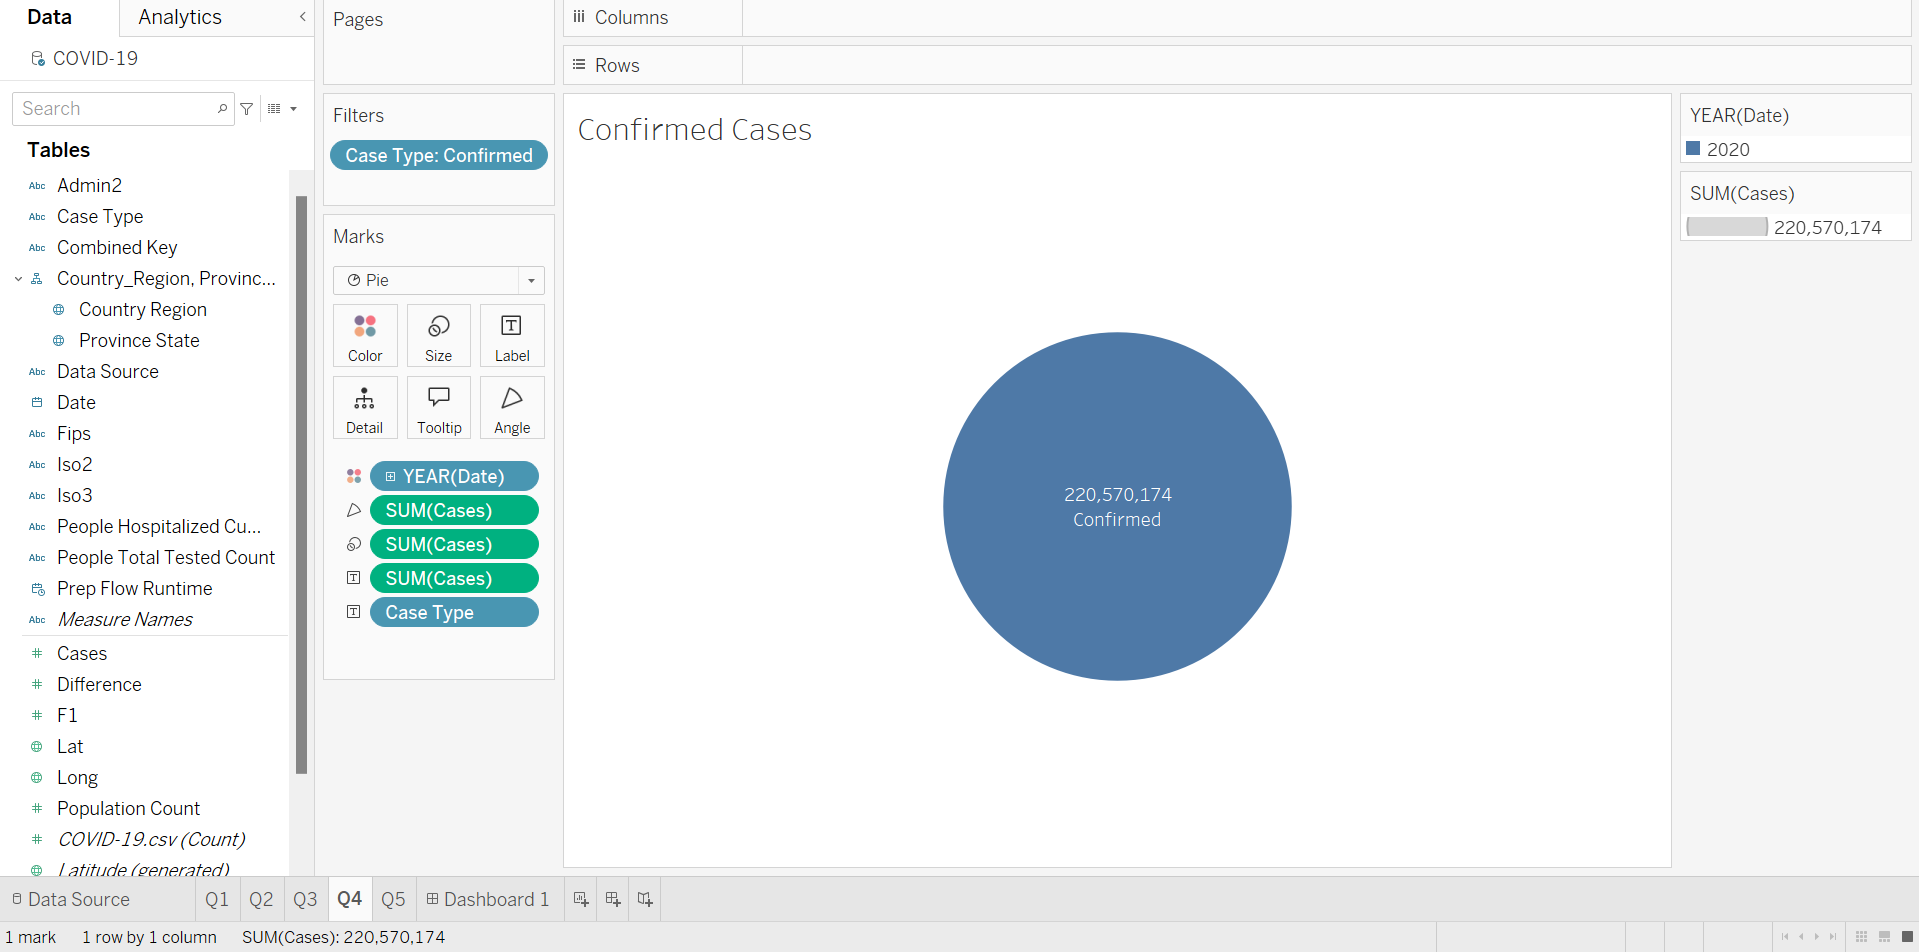 Data
Analytics
COVID-19
Search
Tables
Abc Admin2
Abc Case Type
Abc Combined Key
Country_Region, Provinc...
Country Region
Province State
Abc Data Source
Date
Abc Fips
Abc Iso2
Abc Iso3
Abc People Hospitalized Cu...
Abc People Total Tested Count
Prep Flow Runtime
Abc Measure Names
# Cases
# Difference
# F1
Lat
Long
# Population Count
# COVID-19.csv (Count)
Latitude (generated)
Pages
Filters
Case Type: Confirmed
Marks
Pie
Color Size Label
Detail Tooltip Angle
YEAR(Date)
SUM(Cases)
SUM(Cases)
SUM(Cases)
Case Type
Columns
Rows
Confirmed Cases
220,570,174
Confirmed
YEAR(Date)
2020
SUM(Cases)
220,570,174
Data Source Q1 Q2 Q3 Q4 Q5 Dashboard 1
1 mark 1 row by 1 column SUM(Cases): 220,570,174